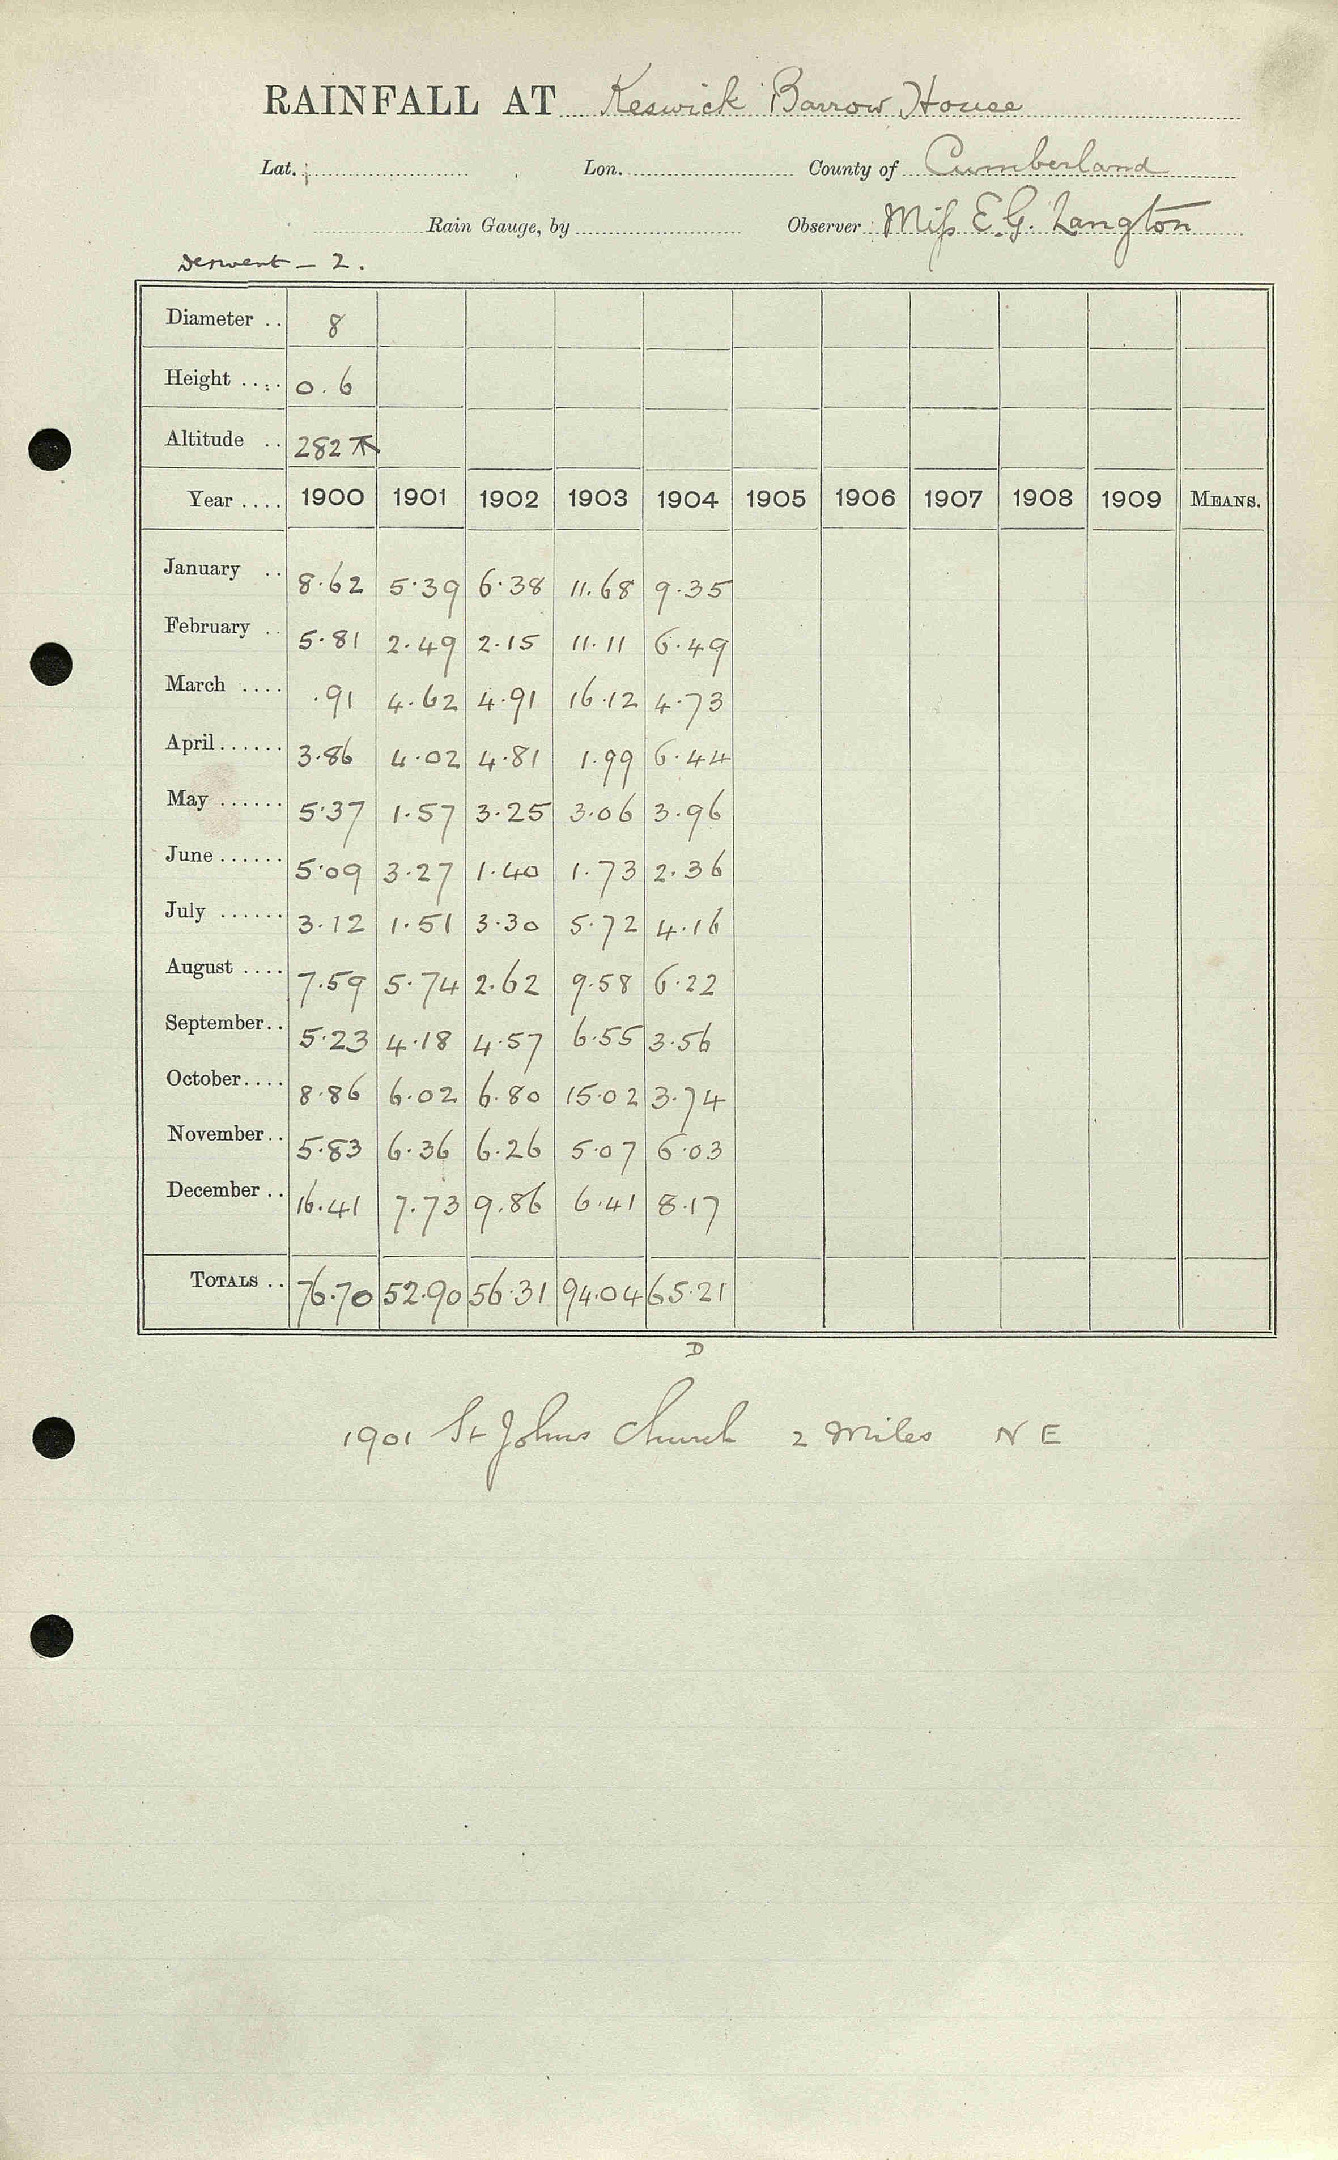 RAINFALL AT Keswick Barrow House
Lat. Lon. County of Cumberland
Rain Gauge, by Observer Miss E.G. Langton
Derwent - 2.
Diameter .. 8
Height .... 0.6
Altitude .. 282 T
Year .... 1900 1901 1902 1903 1904 1905 1906 1907 1908 1909 MEANS.
January .. 8.62 5.39 6.38 11.68 9.35
February .. 5.81 2.49 2.15 11.11 6.49
March .... .91 4.62 4.91 16.12 4.73
April...... 3.86 4.02 4.81 1.99 6.44
May ...... 5.37 1.57 3.25 3.06 3.96
June ...... 5.09 3.27 1.40 1.73 2.36
July ...... 3.12 1.51 3.30 5.72 4.16
August .... 7.59 5.74 2.62 9.58 6.22
September.. 5.23 4.18 4.57 6.55 3.56
October.... 8.86 6.02 6.80 15.02 3.74
November.. 5.83 6.36 6.26 5.07 6.03
December .. 16.41 7.73 9.86 6.41 8.17
TOTALS .. 76.70 52.90 56.31 94.04 65.21
D
1901 St Johns Church 2 Miles N E